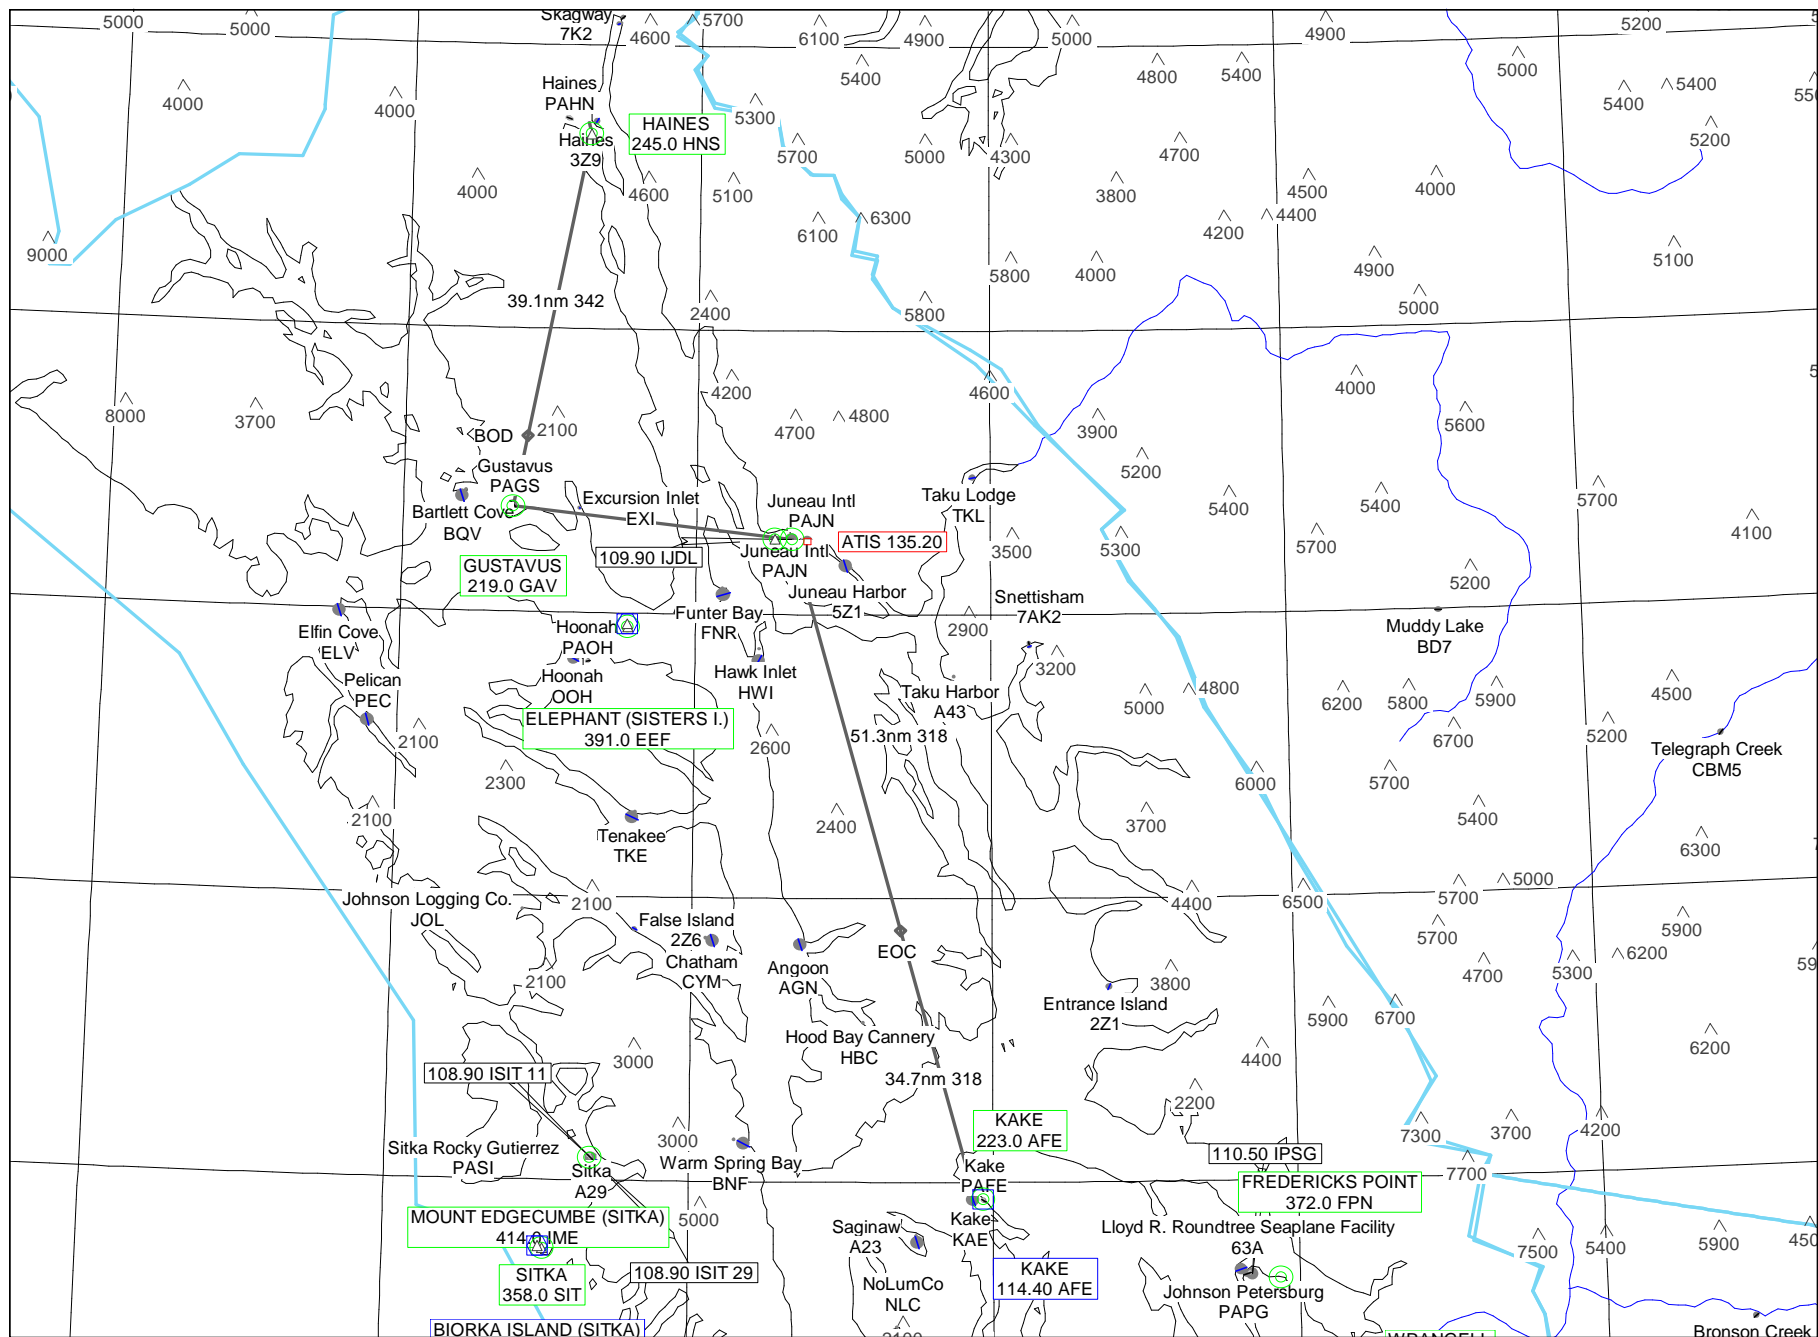 5000
5000
Skagway
7K2
4600
5700
6100
4900
5000
4900
5200
5400
4800
5400
5000
4000
4000
Haines
PAHN
5300
5400
5400
5200
HAINES
245.0 HNS
Haines
3Z9
5700
5000
4300
4700
4000
4600
5100
3800
4500
4000
6300
6100
4200
4400
9000
5800
4000
4900
5100
39.1nm 342
2400
5800
5000
4200
4600
4000
8000
3700
BOD
2100
4700
4800
3900
5600
Gustavus
PAGS
Bartlett Cove
BQV
Excursion Inlet
EXI
Juneau Intl
PAJN
Taku Lodge
TKL
5200
5400
5400
5700
4100
ATIS 135.20
109.90 IJDL
Juneau Intl
PAJN
3500
5300
5700
5200
GUSTAVUS
219.0 GAV
Juneau Harbor
5Z1
Snettisham
7AK2
Elfin Cove
ELV
Hoonah
PAOH
Funter Bay
FNR
2900
Muddy Lake
BD7
Hoonah
OOH
Hawk Inlet
HWI
3200
Pelican
PEC
Taku Harbor
A43
5000
4800
6200
5800
5900
4500
ELEPHANT (SISTERS I.)
391.0 EEF
2100
2600
51.3nm 318
6700
5200
Telegraph Creek
CBM5
2300
6000
5700
2100
2400
3700
5400
Tenakee
TKE
6300
Johnson Logging Co.
JOL
2100
4400
6500
5700
5000
False Island
2Z6
Chatham
CYM
Angoon
AGN
EOC
5700
5900
2100
3800
4700
5300
6200
Entrance Island
2Z1
5900
6700
Hood Bay Cannery
HBC
3000
4400
6200
108.90 ISIT 11
34.7nm 318
2200
KAKE
223.0 AFE
3000
7300
3700
4200
Sitka Rocky Gutierrez
PASI
Sitka
A29
Warm Spring Bay
BNF
Kake
PAFE
110.50 IPSG
7700
FREDERICKS POINT
372.0 FPN
MOUNT EDGECUMBE (SITKA)
IME
5000
Saginaw
A23
Kake
KAE
Lloyd R. Roundtree Seaplane Facility
63A
7500
5400
5900
SITKA
358.0 SIT
108.90 ISIT 29
NoLumCo
NLC
KAKE
114.40 AFE
Johnson Petersburg
PAPG
BIORKA ISLAND (SITKA)
Bronson Creek